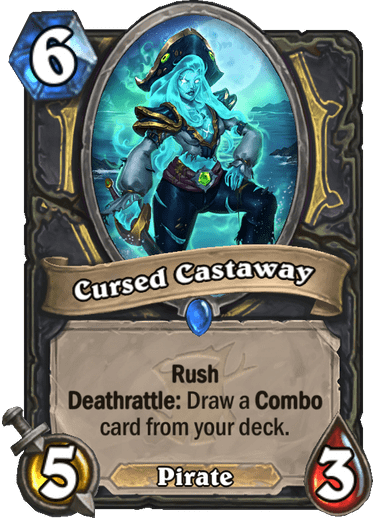 6
Cursed Castaway
Rush
Deathrattle: Draw a Combo
card from your deck.
5
Pirate
3